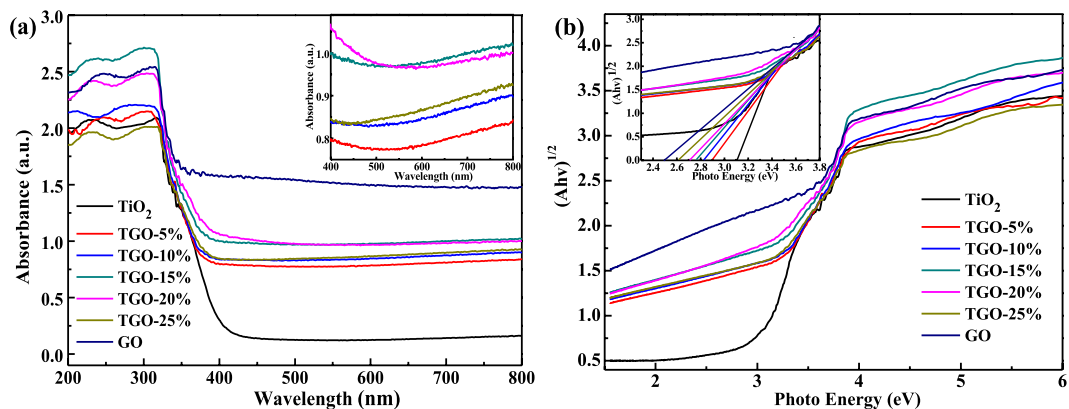 (a)
Absorbance (a.u.)
3.0
2.5
2.0
1.5
1.0
0.5
0.0
200 300 400 500 600 700 800
Wavelength (nm)
TiO2
TGO-5%
TGO-10%
TGO-15%
TGO-20%
TGO-25%
GO
Absorbance (a.u.)
1.0
0.9
0.8
400 500 600 700 800
Wavelength (nm)
(b)
(Ahv)1/2
4.0
3.5
3.0
2.5
2.0
1.5
1.0
0.5
2 3 4 5 6
Photo Energy (eV)
TiO2
TGO-5%
TGO-10%
TGO-15%
TGO-20%
TGO-25%
GO
(Ahv)1/2
3.0
2.5
2.0
1.5
1.0
0.5
0.0
2.4 2.6 2.8 3.0 3.2 3.4 3.6 3.8
Photo Energy (eV)